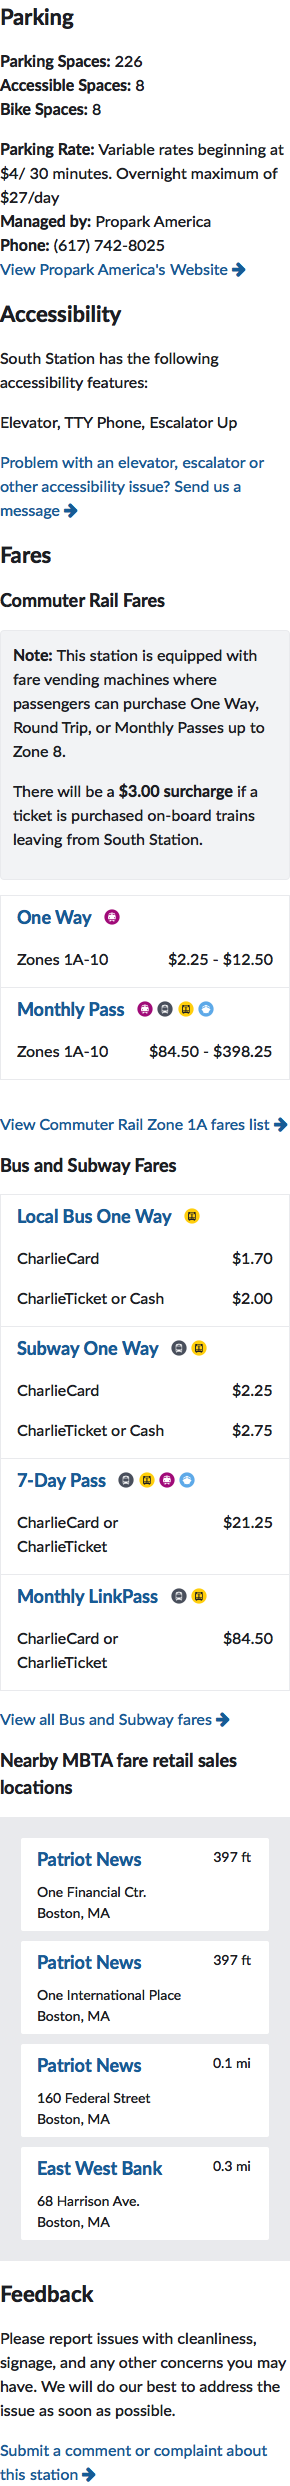 Parking
Parking Spaces: 226
Accessible Spaces: 8
Bike Spaces: 8
Parking Rate: Variable rates beginning at
$4/ 30 minutes. Overnight maximum of
$27/day
Managed by: Propark America
Phone: (617) 742-8025
View Propark America's Website
Accessibility
South Station has the following
accessibility features:
Elevator, TTY Phone, Escalator Up
Problem with an elevator, escalator or
other accessibility issue? Send us a
message
Fares
Commuter Rail Fares
Note: This station is equipped with
fare vending machines where
passengers can purchase One Way,
Round Trip, or Monthly Passes up to
Zone 8.
There will be a $3.00 surcharge if a
ticket is purchased on-board trains
leaving from South Station.
One Way
Zones 1A-10 $2.25 - $12.50
Monthly Pass
Zones 1A-10 $84.50 - $398.25
View Commuter Rail Zone 1A fares list
Bus and Subway Fares
Local Bus One Way
CharlieCard $1.70
CharlieTicket or Cash $2.00
Subway One Way
CharlieCard $2.25
CharlieTicket or Cash $2.75
7-Day Pass
CharlieCard or $21.25
CharlieTicket
Monthly LinkPass
CharlieCard or $84.50
CharlieTicket
View all Bus and Subway fares
Nearby MBTA fare retail sales
locations
Patriot News 397 ft
One Financial Ctr.
Boston, MA
Patriot News 397 ft
One International Place
Boston, MA
Patriot News 0.1 mi
160 Federal Street
Boston, MA
East West Bank 0.3 mi
68 Harrison Ave.
Boston, MA
Feedback
Please report issues with cleanliness,
signage, and any other concerns you may
have. We will do our best to address the
issue as soon as possible.
Submit a comment or complaint about
this station